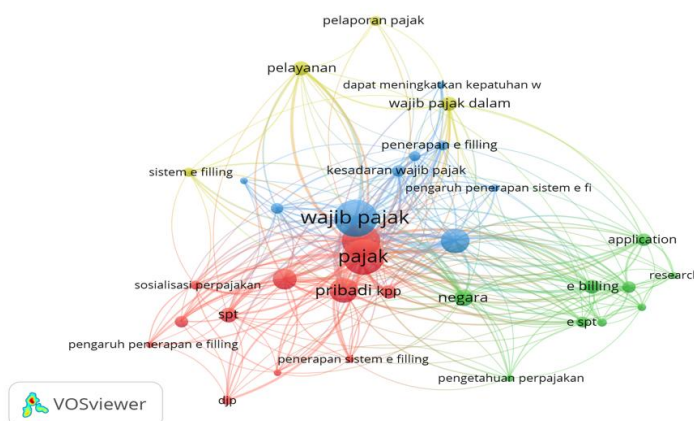 pelaporan pajak
pelayanan
dapat meningkatkan kepatuhan w
wajib pajak dalam
penerapan e filling
sistem e filling
kesadaran wajib pajak
pengaruh penerapan sistem e fi
wajib pajak
application
pajak
research
sosialisasi perpajakan
pribadi
kpp
negara
e billing
spt
e spt
pengaruh penerapan e filling
penerapan sistem e filling
pengetahuan perpajakan
djp
VOSviewer